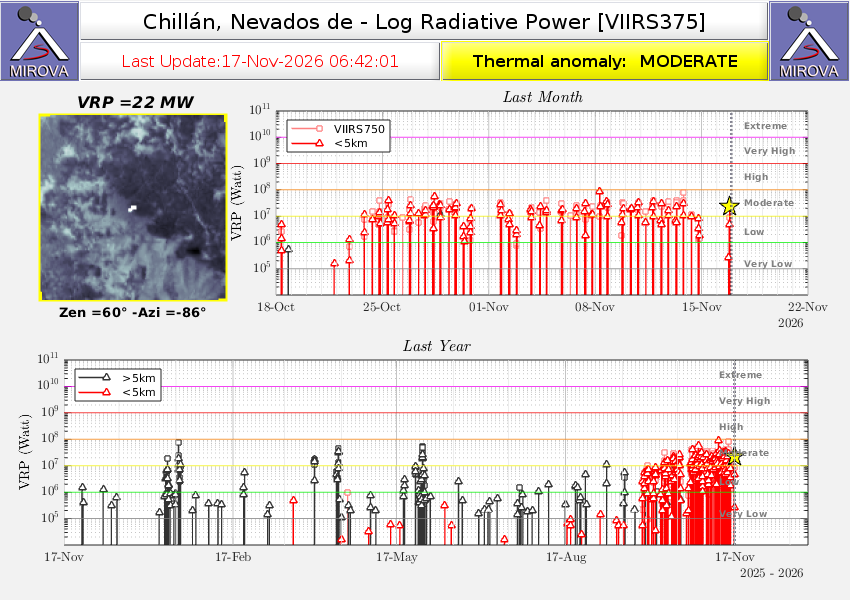 Chillán, Nevados de - Log Radiative Power [VIIRS375]
MIROVA
Last Update:17-Nov-2026 06:42:01
Thermal anomaly: MODERATE
MIROVA
VRP =22 MW
Zen =60° -Azi =-86°
Last Month
VRP (Watt)
10^11
10^10
10^9
10^8
10^7
10^6
10^5
VIIRS750
<5km
Extreme
Very High
High
Moderate
Low
Very Low
18-Oct 25-Oct 01-Nov 08-Nov 15-Nov 22-Nov
2026
Last Year
VRP (Watt)
10^11
10^10
10^9
10^8
10^7
10^6
10^5
>5km
<5km
Extreme
Very High
High
Moderate
Low
Very Low
17-Nov 17-Feb 17-May 17-Aug 17-Nov
2025 - 2026